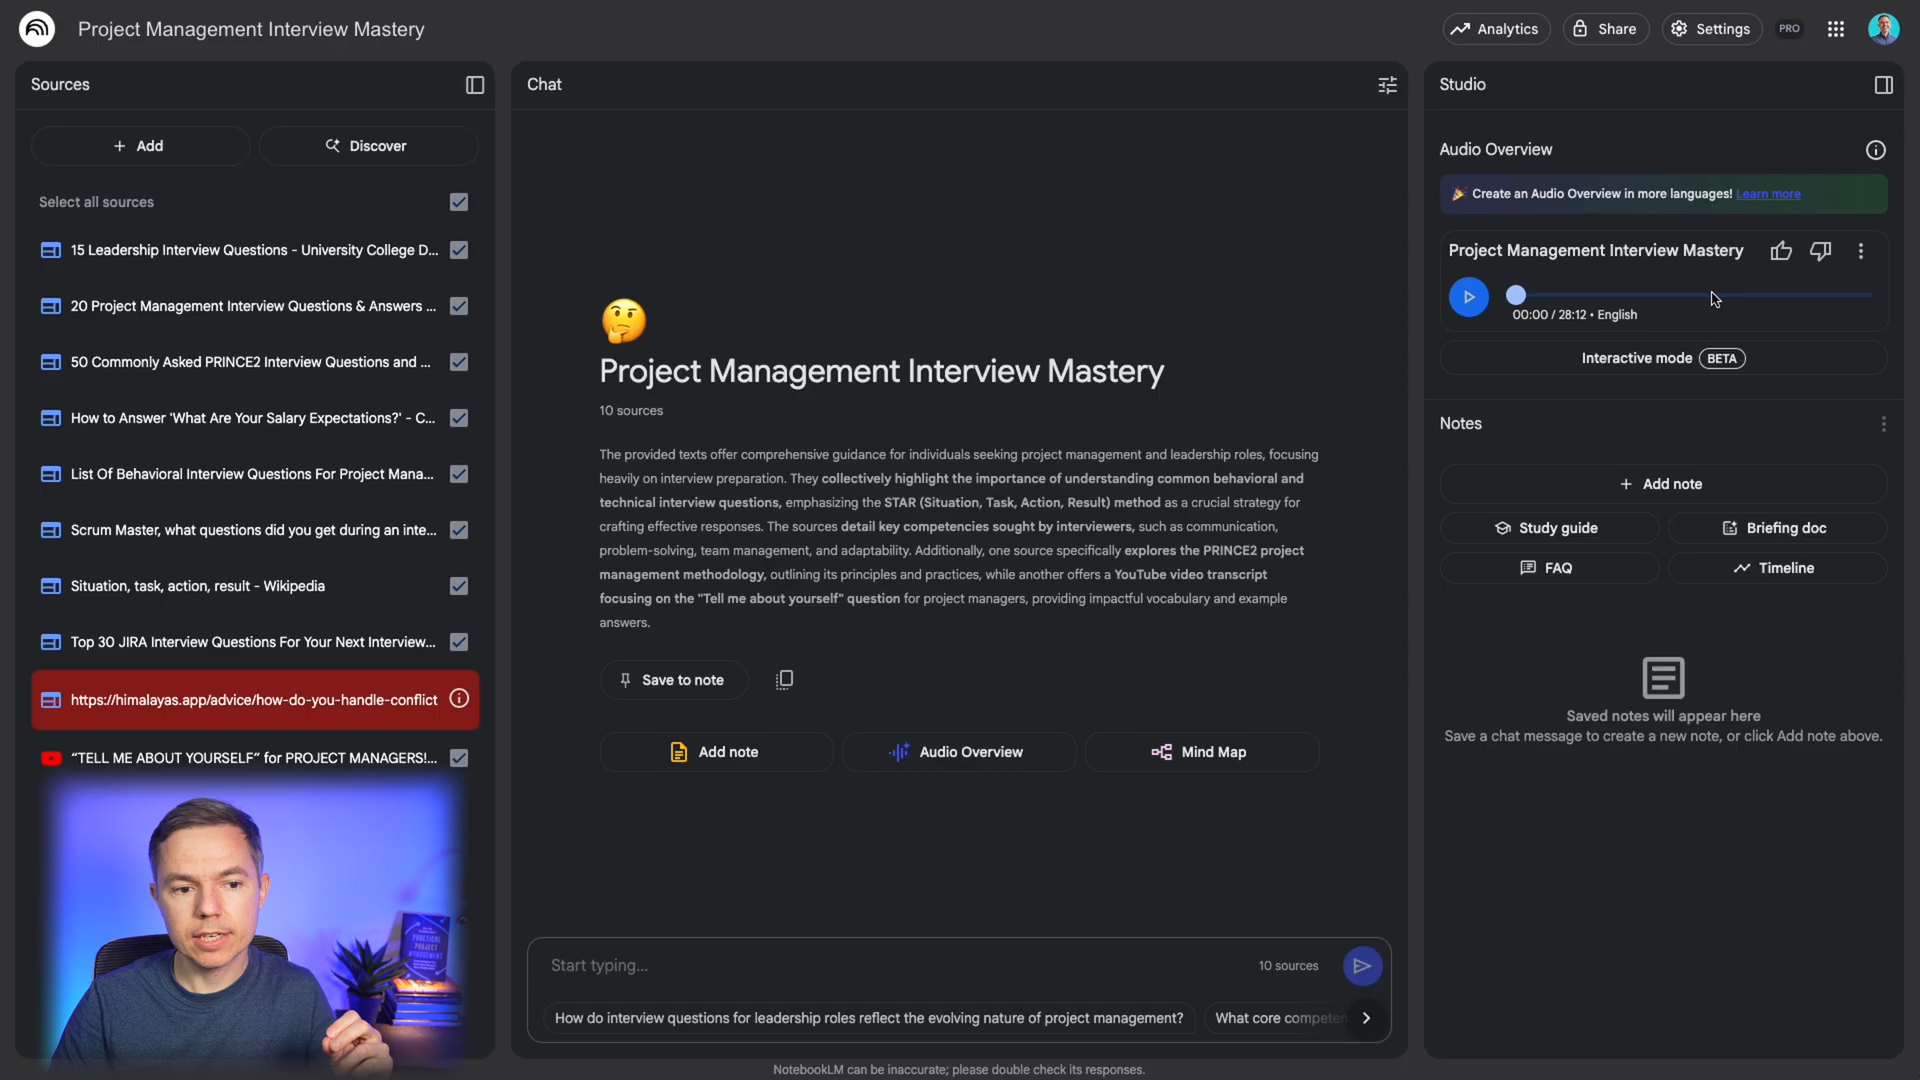 Project Management Interview Mastery
Analytics
Share
Settings
PRO
Sources
Add
Discover
Select all sources
15 Leadership Interview Questions - University College D...
20 Project Management Interview Questions & Answers ...
50 Commonly Asked PRINCE2 Interview Questions and ...
How to Answer 'What Are Your Salary Expectations?' - C...
List Of Behavioral Interview Questions For Project Mana...
Scrum Master, what questions did you get during an inte...
Situation, task, action, result - Wikipedia
Top 30 JIRA Interview Questions For Your Next Interview...
https://himalayas.app/advice/how-do-you-handle-conflict
“TELL ME ABOUT YOURSELF” for PROJECT MANAGERS!...
PRACTICAL
PROJECT
MANAGEMENT
Chat
Project Management Interview Mastery
10 sources
The provided texts offer comprehensive guidance for individuals seeking project management and leadership roles, focusing
heavily on interview preparation. They collectively highlight the importance of understanding common behavioral and
technical interview questions, emphasizing the STAR (Situation, Task, Action, Result) method as a crucial strategy for
crafting effective responses. The sources detail key competencies sought by interviewers, such as communication,
problem-solving, team management, and adaptability. Additionally, one source specifically explores the PRINCE2 project
management methodology, outlining its principles and practices, while another offers a YouTube video transcript
focusing on the "Tell me about yourself" question for project managers, providing impactful vocabulary and example
answers.
Save to note
Add note
Audio Overview
Mind Map
Start typing...
10 sources
How do interview questions for leadership roles reflect the evolving nature of project management?
What core competen
NotebookLM can be inaccurate; please double check its responses.
Studio
Audio Overview
Create an Audio Overview in more languages! Learn more
Project Management Interview Mastery
00:00 / 28:12 • English
Interactive mode BETA
Notes
Add note
Study guide
Briefing doc
FAQ
Timeline
Saved notes will appear here
Save a chat message to create a new note, or click Add note above.